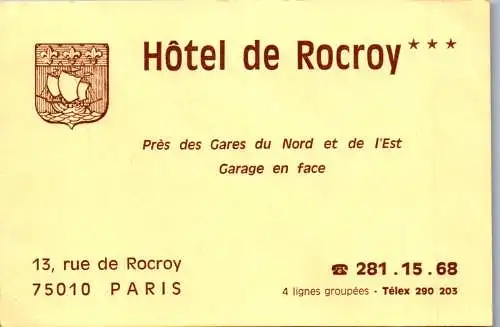 Hôtel de Rocroy ★★★
Près des Gares du Nord et de l'Est
Garage en face
13, rue de Rocroy
75010 PARIS
☎ 281.15.68
4 lignes groupées - Télex 290 203